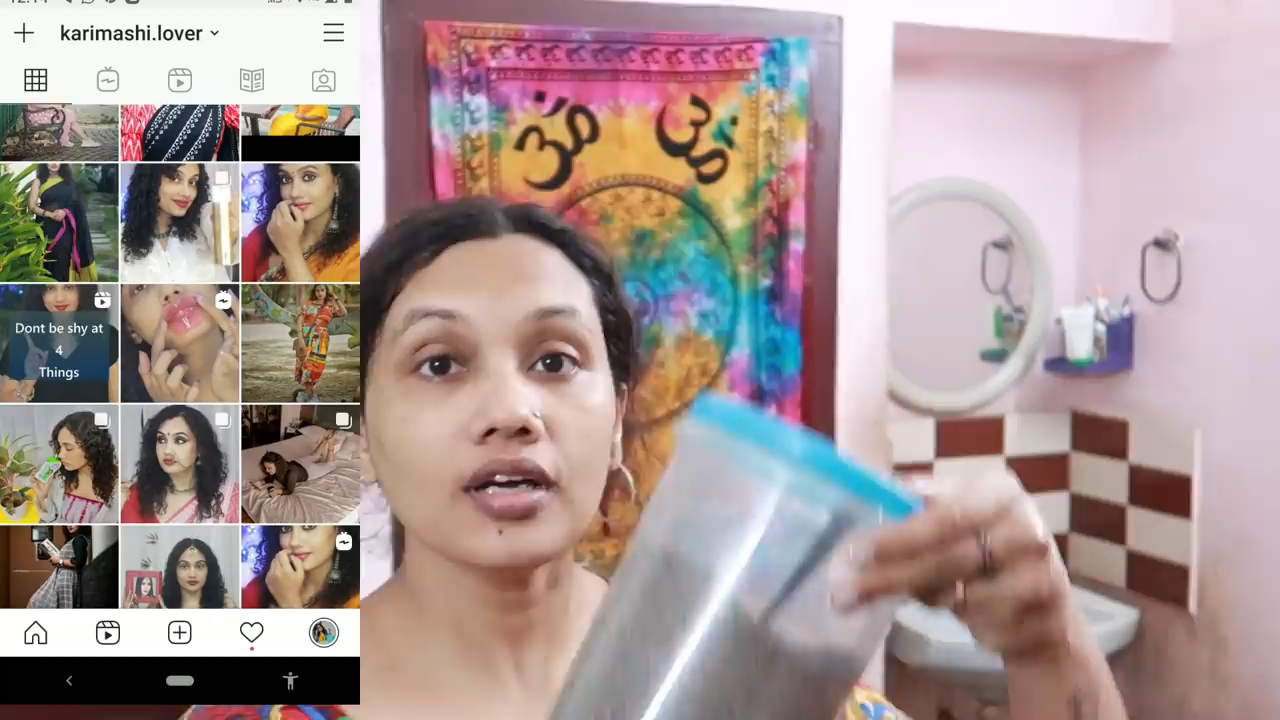 karimashi.lover
Dont be shy at
4
Things
ॐ ॐ